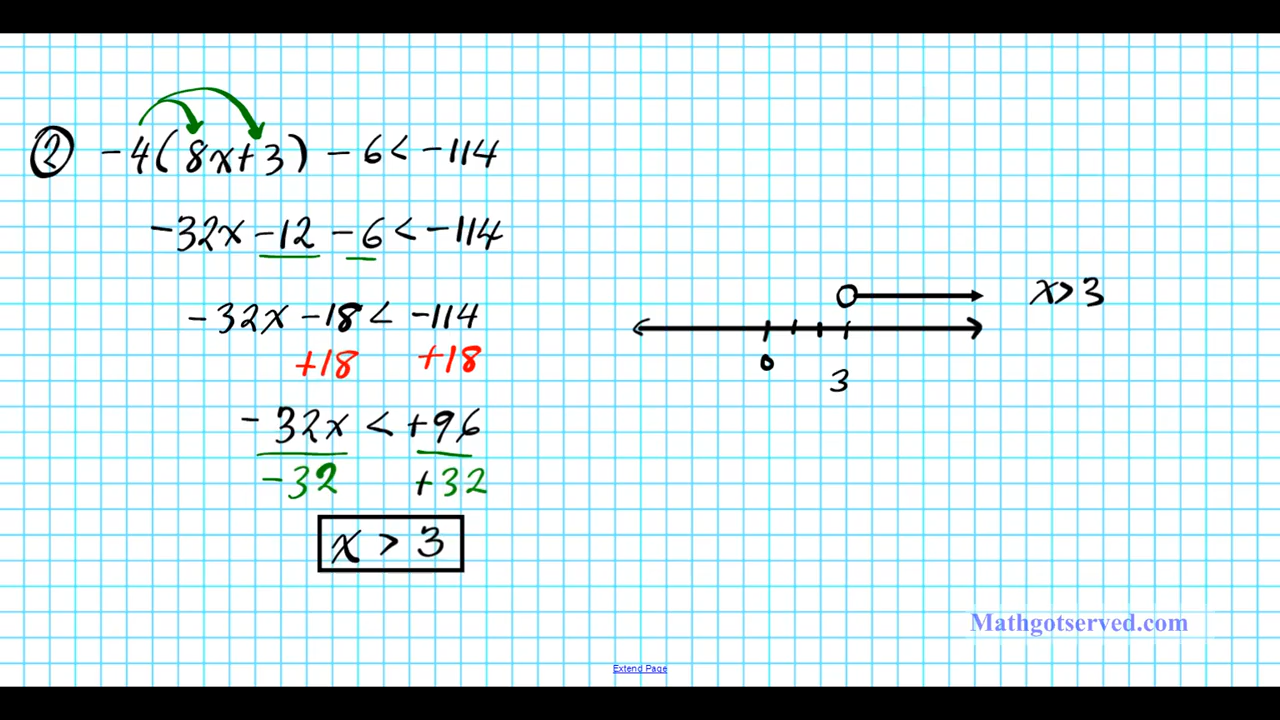 ② -4(8x+3) - 6 < -114
-32x -12 -6 < -114
-32x -18 < -114
+18 +18
-32x < +96
-32 +32
x > 3
x > 3
0 3
Mathgotserved.com
Extend Page